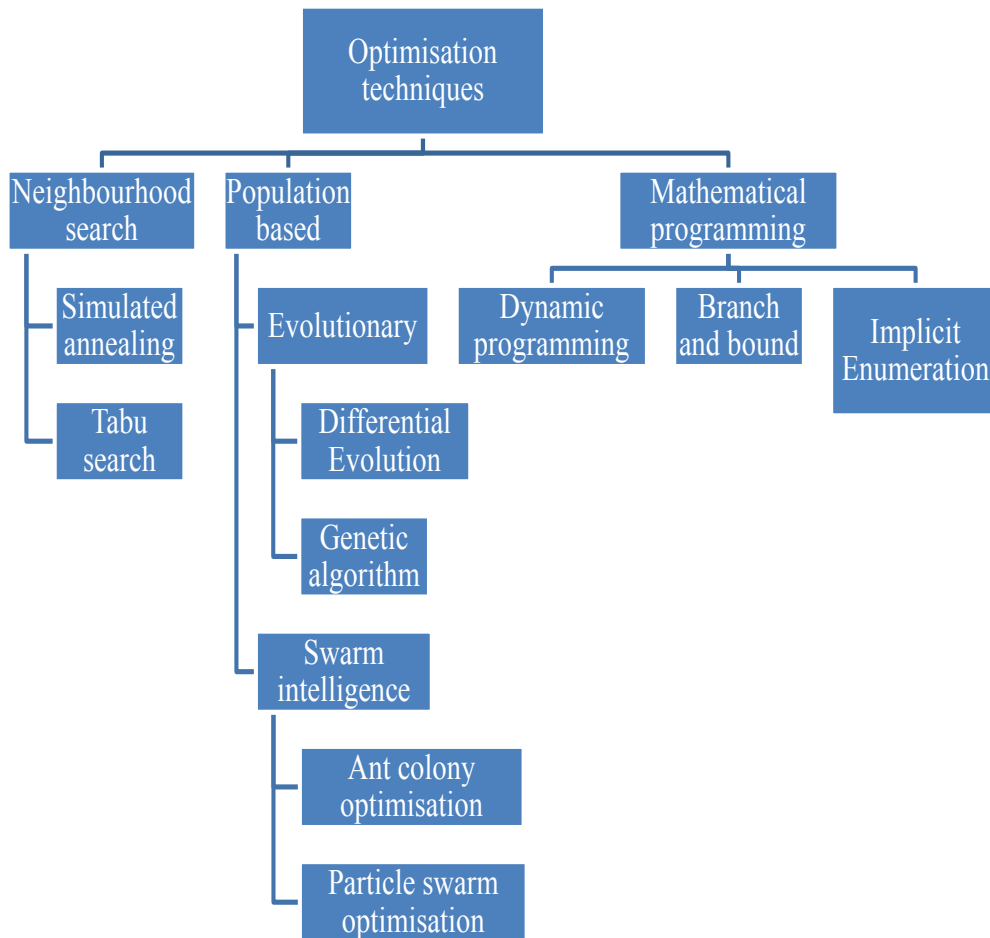 Optimisation
techniques
Neighbourhood
search
Population
based
Mathematical
programming
Simulated
annealing
Evolutionary
Dynamic
programming
Branch
and bound
Implicit
Enumeration
Tabu
search
Differential
Evolution
Genetic
algorithm
Swarm
intelligence
Ant colony
optimisation
Particle swarm
optimisation